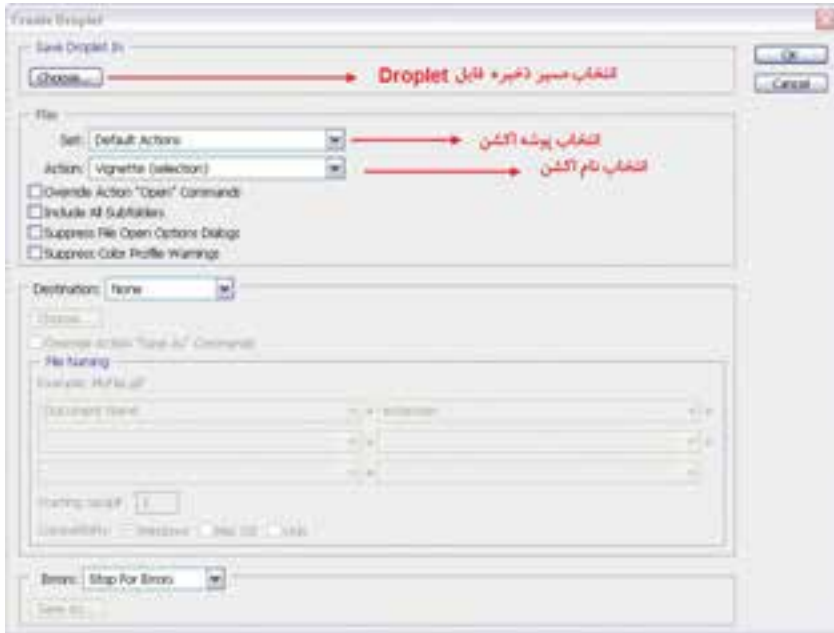 Create Droplet
Save Droplet In
Choose... انتخاب مسیر ذخیره فایل Droplet
OK
Cancel
Play
Set: Default Actions انتخاب پوشه اکشن
Action: Vignette (selection) انتخاب نام اکشن
Override Action "Open" Commands
Include All Subfolders
Suppress File Open Options Dialogs
Suppress Color Profile Warnings
Destination: None
Choose...
Override Action "Save As" Commands
File Naming
Example: MyFile.gif
Document Name + extension +
+ +
+
Starting serial#: 1
Compatibility: Windows Mac OS Unix
Errors: Stop For Errors
Save As...